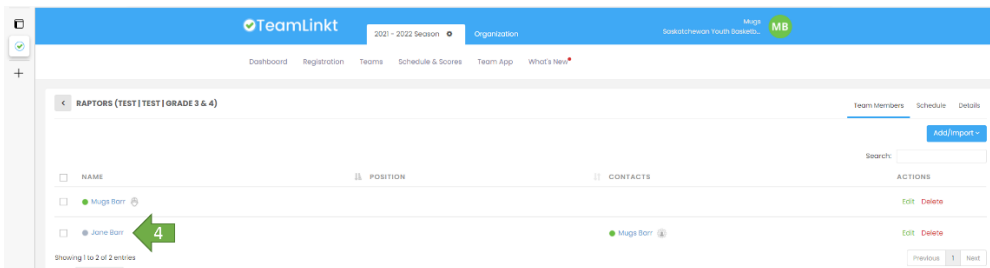 TeamLinkt
2021 - 2022 Season
Organization
Mugs
Saskatchewan Youth Basketb...
MB
Dashboard Registration Teams Schedule & Scores Team App What's New
< RAPTORS (TEST | TEST | GRADE 3 & 4)
Team Members Schedule Details
Add/Import
Search:
NAME POSITION CONTACTS ACTIONS
Mugs Barr Edit Delete
Jane Barr 4 Mugs Barr Edit Delete
Showing 1 to 2 of 2 entries
Previous 1 Next